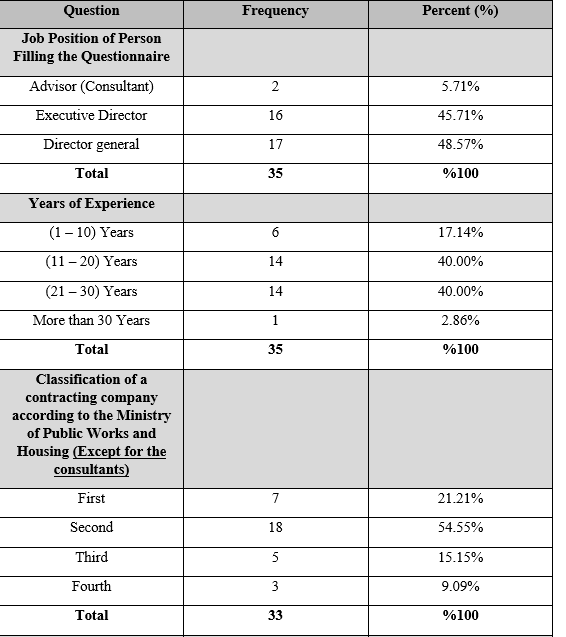 Question Frequency Percent (%)
Job Position of Person
Filling the Questionnaire
Advisor (Consultant) 2 5.71%
Executive Director 16 45.71%
Director general 17 48.57%
Total 35 %100
Years of Experience
(1 – 10) Years 6 17.14%
(11 – 20) Years 14 40.00%
(21 – 30) Years 14 40.00%
More than 30 Years 1 2.86%
Total 35 %100
Classification of a
contracting company
according to the Ministry
of Public Works and
Housing (Except for the
consultants)
First 7 21.21%
Second 18 54.55%
Third 5 15.15%
Fourth 3 9.09%
Total 33 %100